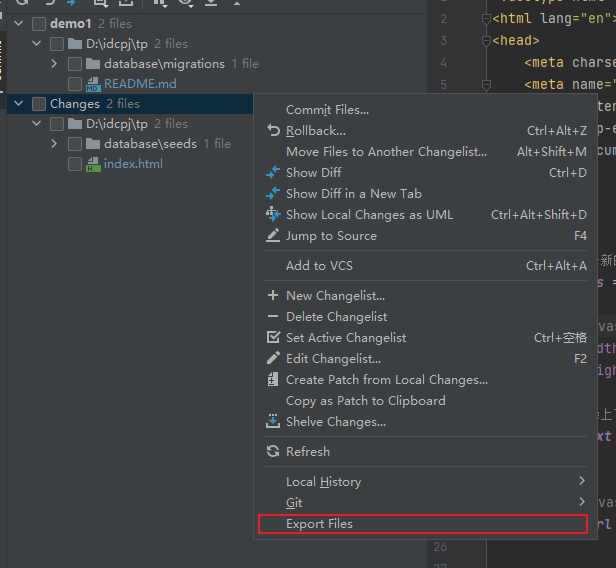 demo1 2 files
D:\idcpj\tp 2 files
database\migrations 1 file
README.md
Changes 2 files
D:\idcpj\tp 2 files
database\seeds 1 file
index.html
Commit Files...
Rollback... Ctrl+Alt+Z
Move Files to Another Changelist... Alt+Shift+M
Show Diff Ctrl+D
Show Diff in a New Tab
Show Local Changes as UML Ctrl+Alt+Shift+D
Jump to Source F4
Add to VCS Ctrl+Alt+A
New Changelist...
Delete Changelist
Set Active Changelist Ctrl+空格
Edit Changelist... F2
Create Patch from Local Changes...
Copy as Patch to Clipboard
Shelve Changes...
Refresh
Local History
Git
Export Files
2 <html lang="en">
3 <head>
4 <meta charse
5 <meta name="
26
27